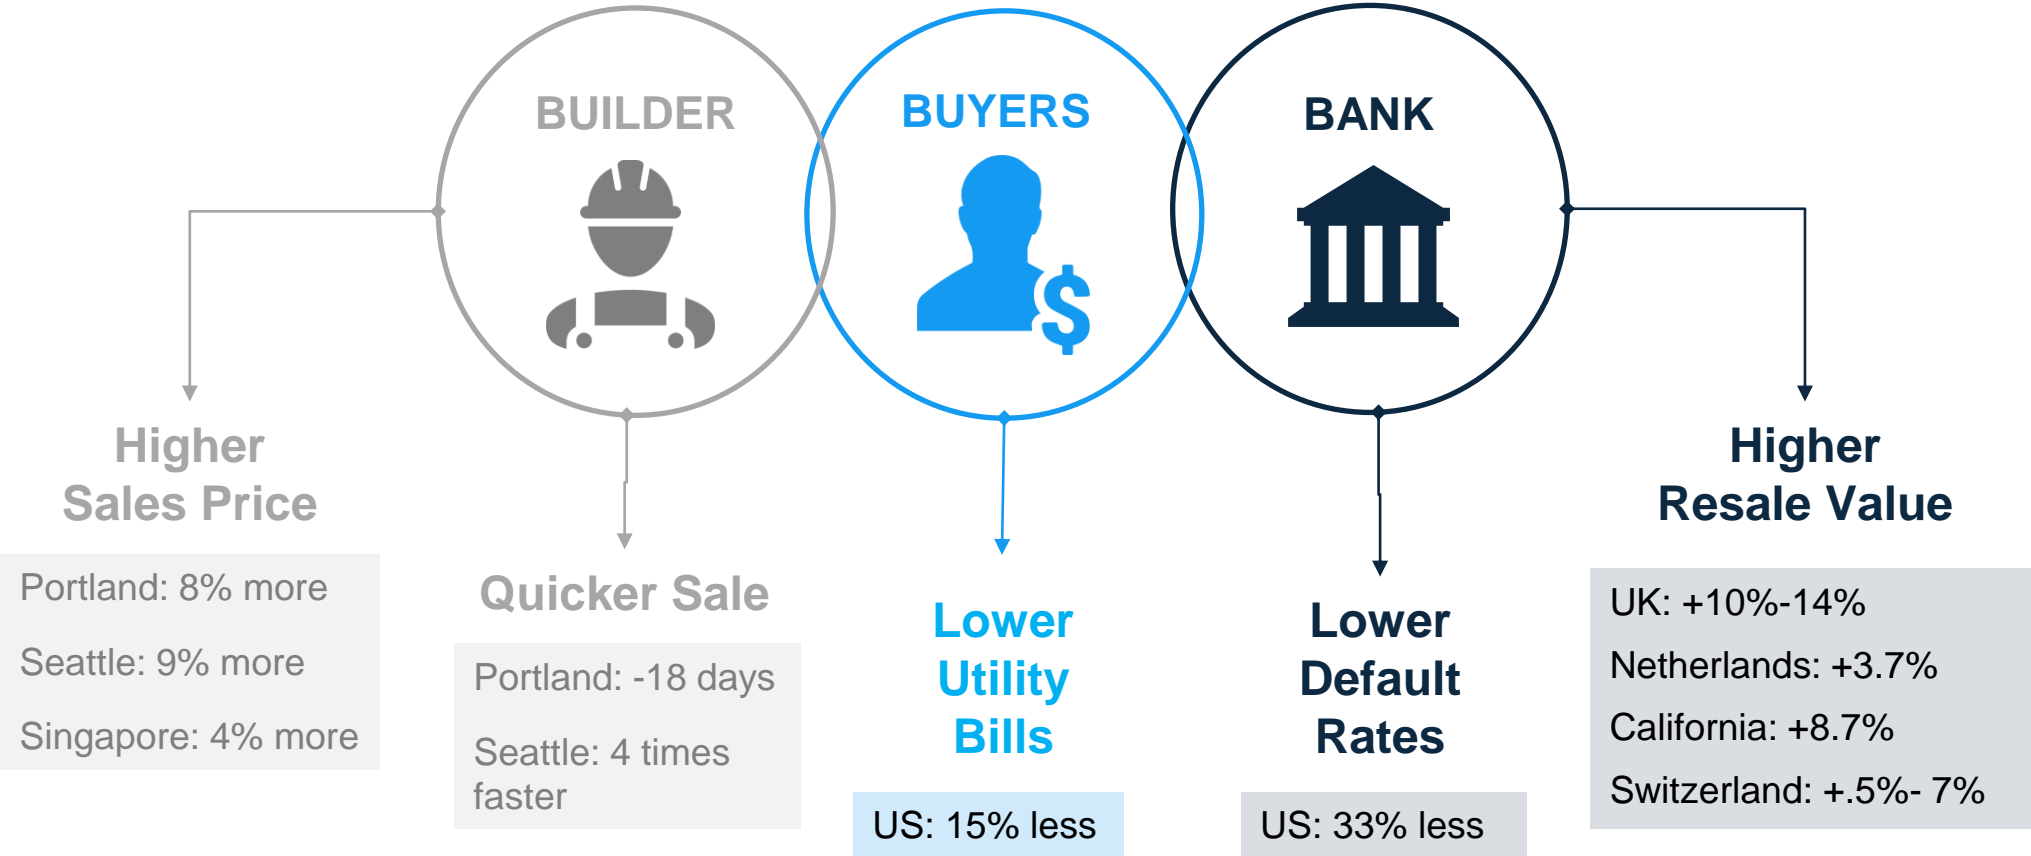 BUILDER
BUYERS
BANK
$
Higher
Sales Price
Portland: 8% more
Seattle: 9% more
Singapore: 4% more
Quicker Sale
Portland: -18 days
Seattle: 4 times
faster
Lower
Utility
Bills
US: 15% less
Lower
Default
Rates
US: 33% less
Higher
Resale Value
UK: +10%-14%
Netherlands: +3.7%
California: +8.7%
Switzerland: +.5%- 7%